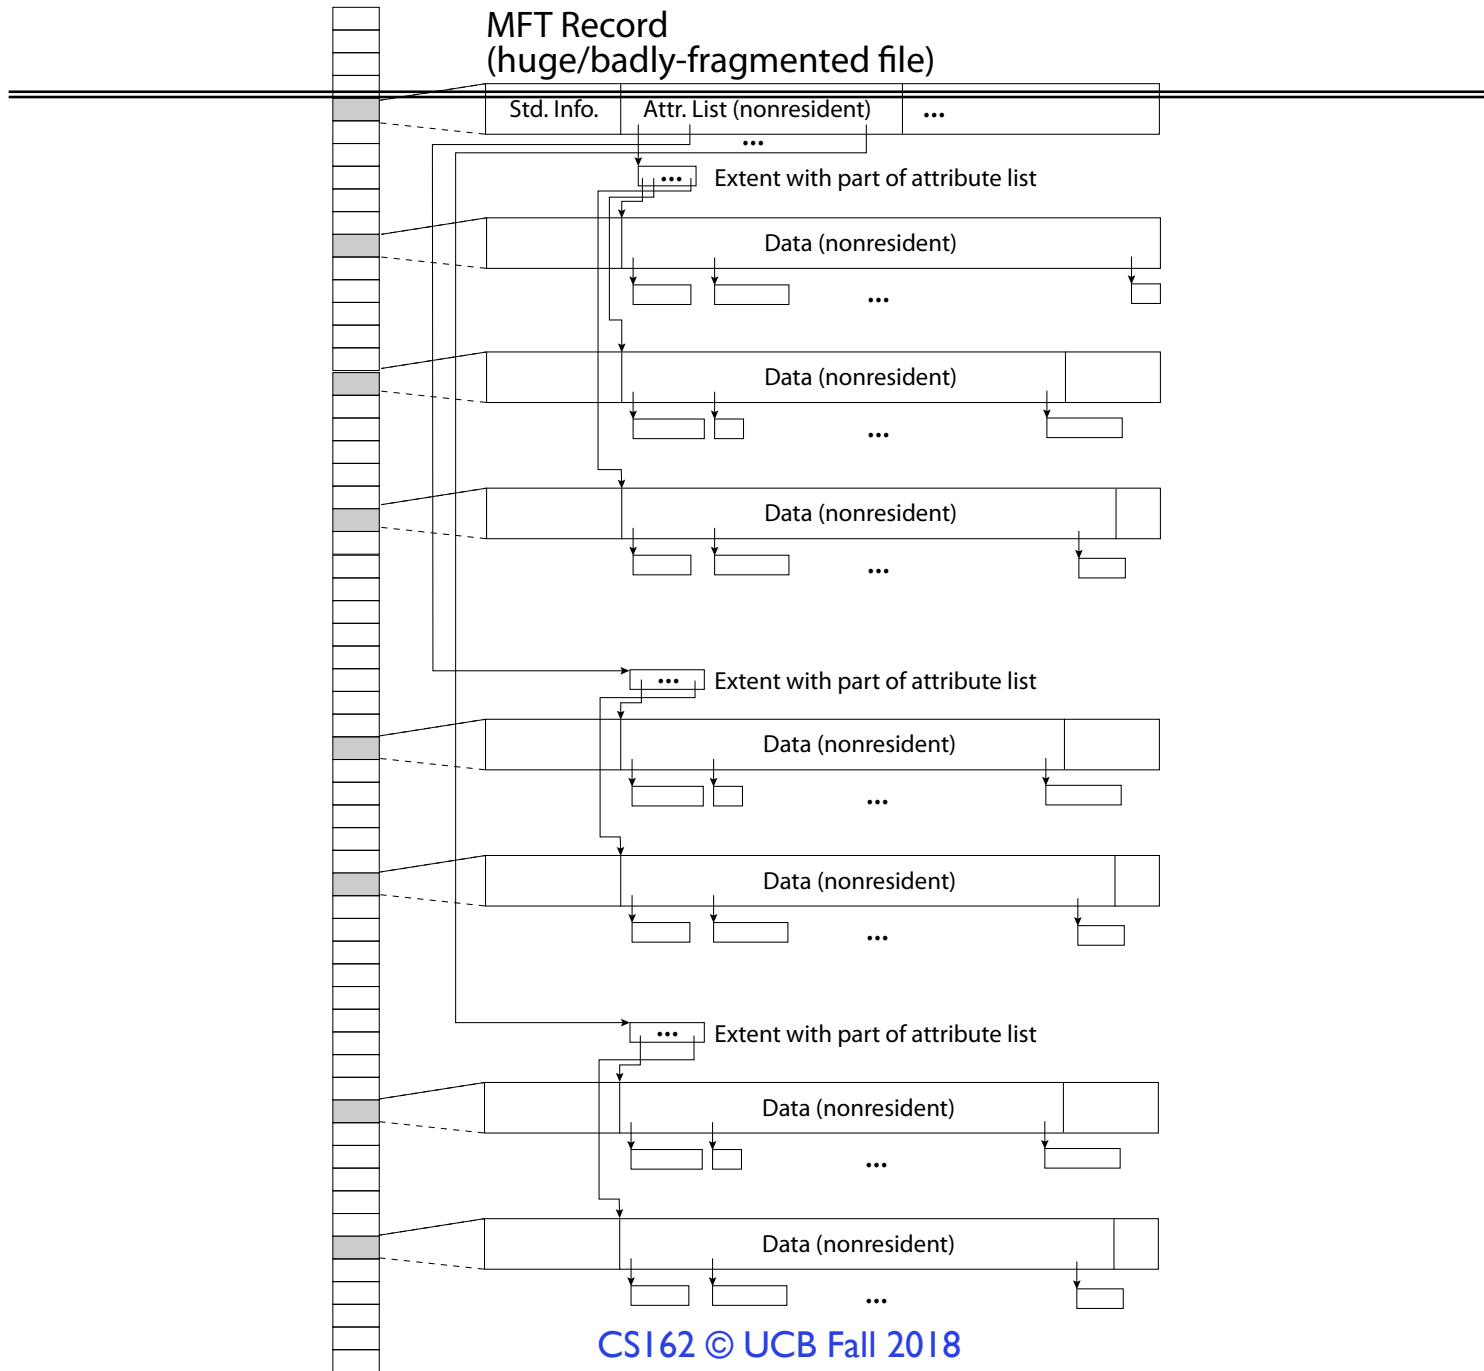 MFT Record
(huge/badly-fragmented file)
Std. Info.
Attr. List (nonresident)
...
...
... Extent with part of attribute list
Data (nonresident)
...
Data (nonresident)
...
Data (nonresident)
...
... Extent with part of attribute list
Data (nonresident)
...
Data (nonresident)
...
... Extent with part of attribute list
Data (nonresident)
...
Data (nonresident)
...
CS162 © UCB Fall 2018